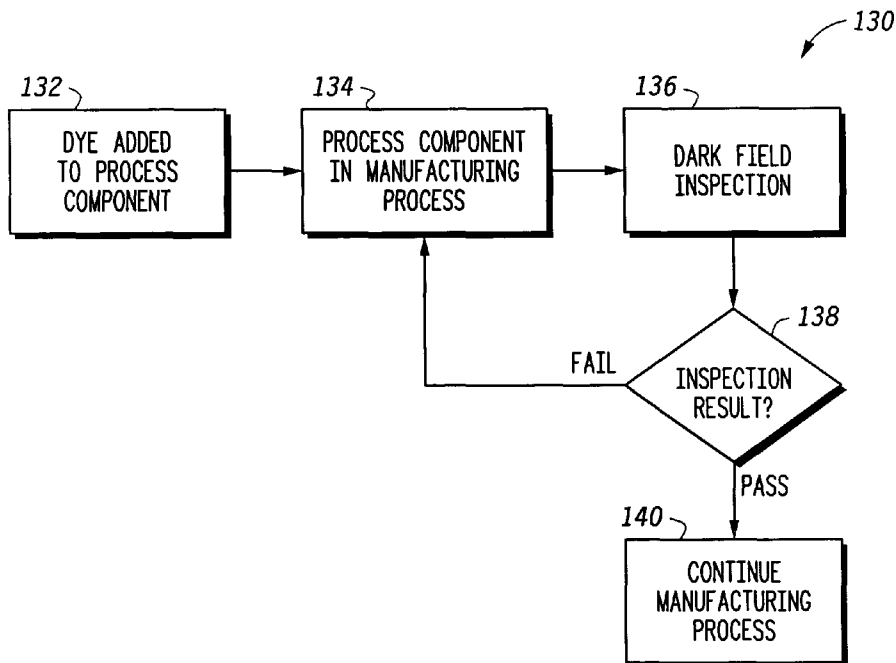 130
132
DYE ADDED
TO PROCESS
COMPONENT
134
PROCESS COMPONENT
IN MANUFACTURING
PROCESS
136
DARK FIELD
INSPECTION
138
INSPECTION
RESULT?
FAIL
PASS
140
CONTINUE
MANUFACTURING
PROCESS